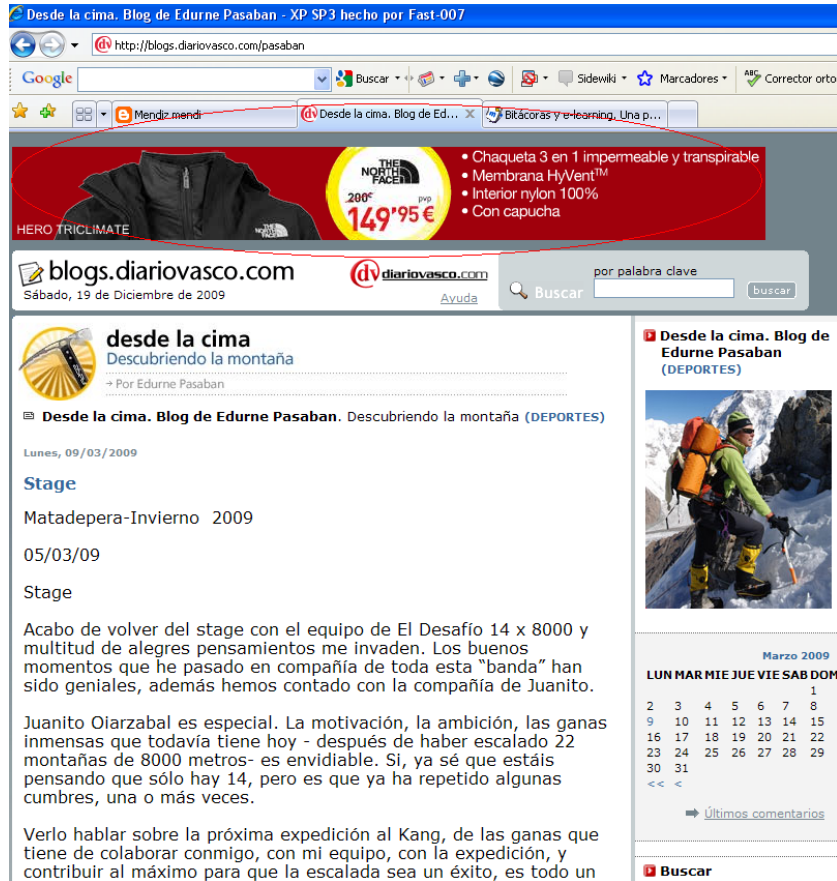 Desde la cima. Blog de Edurne Pasaban - XP SP3 hecho por Fast-007
http://blogs.diariovasco.com/pasaban
Google Buscar Sidewiki Marcadores Corrector orto
Mendiz mendi Desde la cima. Blog de Ed... Bitácoras y e-learning, Una p...
THE NORTH FACE
200€ pvp
149'95 €
• Chaqueta 3 en 1 impermeable y transpirable
• Membrana HyVent™
• Interior nylon 100%
• Con capucha
HERO TRICLIMATE
blogs.diariovasco.com
Sábado, 19 de Diciembre de 2009
dv diariovasco.com
Ayuda
Buscar
por palabra clave
buscar
desde la cima
Descubriendo la montaña
Por Edurne Pasaban
Desde la cima. Blog de Edurne Pasaban. Descubriendo la montaña (DEPORTES)
Lunes, 09/03/2009
Stage
Matadepera-Invierno 2009
05/03/09
Stage
Acabo de volver del stage con el equipo de El Desafío 14 x 8000 y
multitud de alegres pensamientos me invaden. Los buenos
momentos que he pasado en compañía de toda esta “banda” han
sido geniales, además hemos contado con la compañía de Juanito.
Juanito Oiarzabal es especial. La motivación, la ambición, las ganas
inmensas que todavía tiene hoy - después de haber escalado 22
montañas de 8000 metros- es envidiable. Si, ya sé que estáis
pensando que sólo hay 14, pero es que ya ha repetido algunas
cumbres, una o más veces.
Verlo hablar sobre la próxima expedición al Kang, de las ganas que
tiene de colaborar conmigo, con mi equipo, con la expedición, y
contribuir al máximo para que la escalada sea un éxito, es todo un
Desde la cima. Blog de
Edurne Pasaban
(DEPORTES)
Marzo 2009
LUN MAR MIE JUE VIE SAB DOM
1
2 3 4 5 6 7 8
9 10 11 12 13 14 15
16 17 18 19 20 21 22
23 24 25 26 27 28 29
30 31
<< <
Últimos comentarios
Buscar